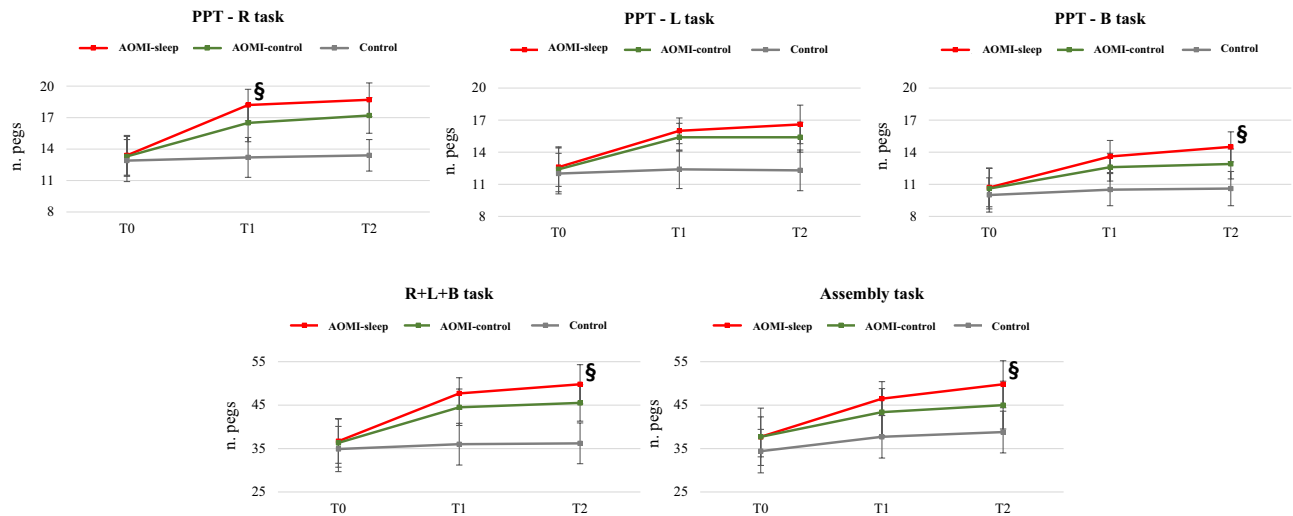 PPT - R task
AOMI-sleep AOMI-control Control
n. pegs
20
17
14
11
8
§
T0 T1 T2
PPT - L task
AOMI-sleep AOMI-control Control
n. pegs
20
16
12
8
T0 T1 T2
PPT - B task
AOMI-sleep AOMI-control Control
n. pegs
20
17
14
11
8
§
T0 T1 T2
R+L+B task
AOMI-sleep AOMI-control Control
n. pegs
55
45
35
25
§
T0 T1 T2
Assembly task
AOMI-sleep AOMI-control Control
n. pegs
55
45
35
25
§
T0 T1 T2